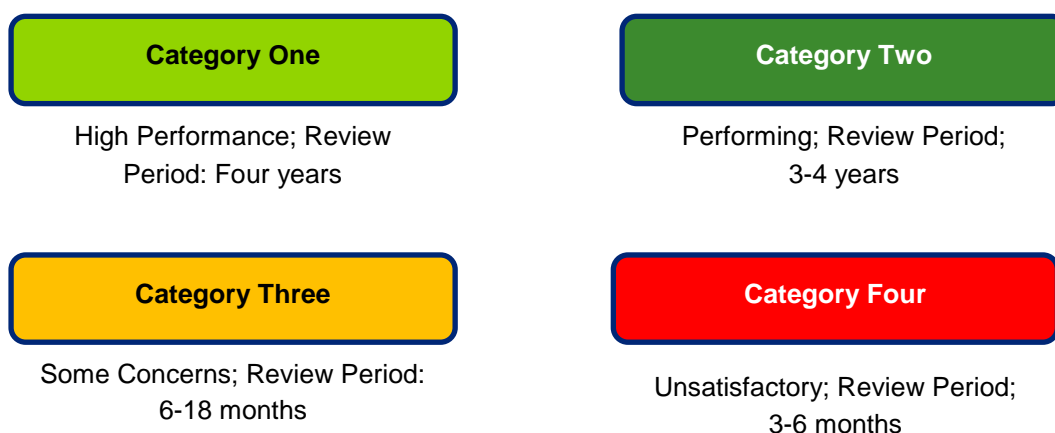 Category One
High Performance; Review
Period: Four years
Category Two
Performing; Review Period;
3-4 years
Category Three
Some Concerns; Review Period:
6-18 months
Category Four
Unsatisfactory; Review Period;
3-6 months